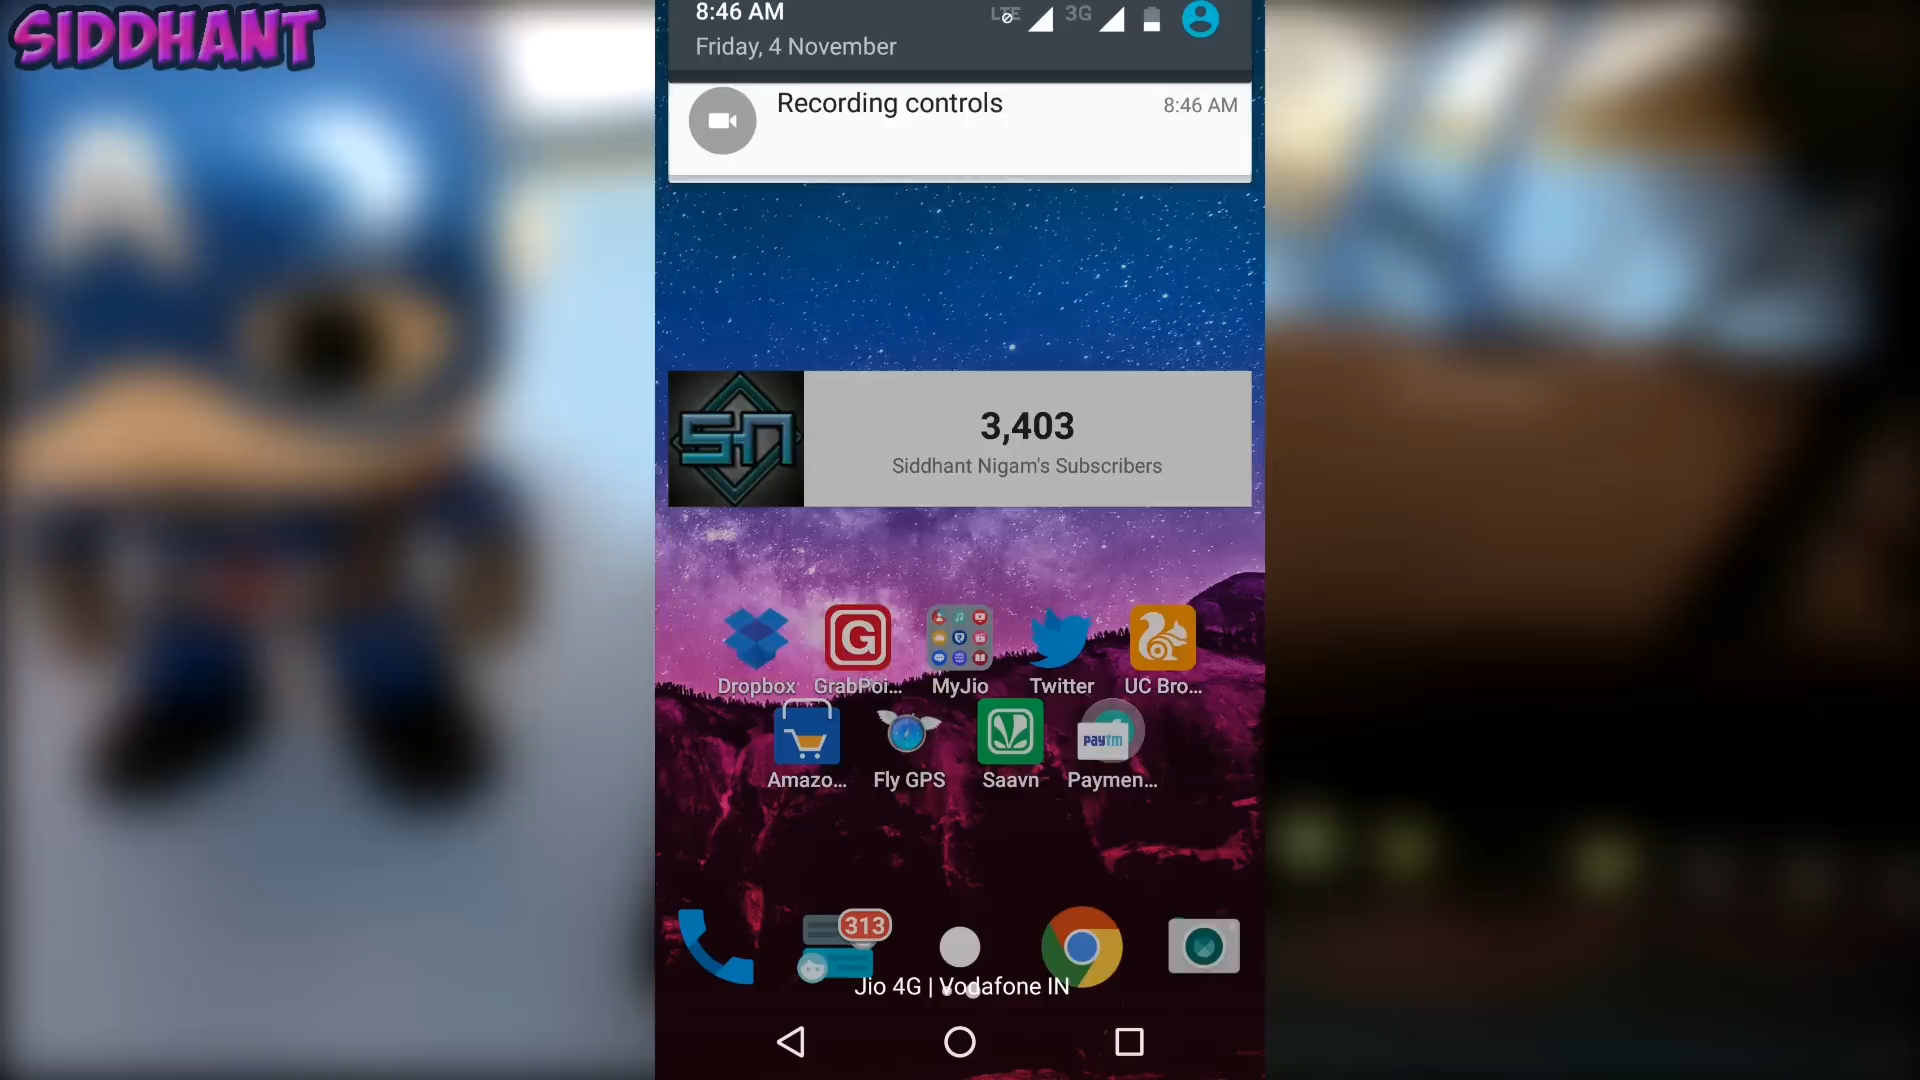 SIDDHANT
8:46 AM
LTE 3G
Friday, 4 November
Recording controls 8:46 AM
SN
3,403
Siddhant Nigam's Subscribers
G
Dropbox GrabPoi... MyJio Twitter UC Bro...
paytm
Amazo... Fly GPS Saavn Paymen...
313
Jio 4G | Vodafone IN